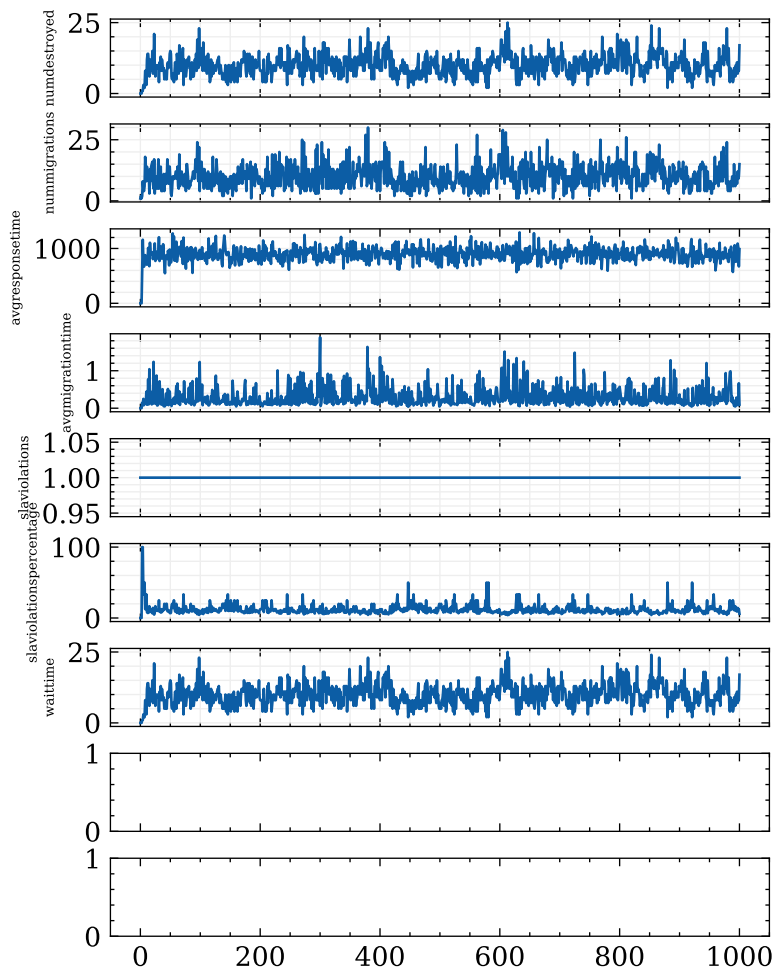 numdestroyed
25
0
nummigrations
25
0
avgresponsetime
1000
0
avgmigrationtime
1
0
slaviolations
1.05
1.00
0.95
slaviolationspercentage
100
0
waittime
25
0
1
0
1
0
0 200 400 600 800 1000